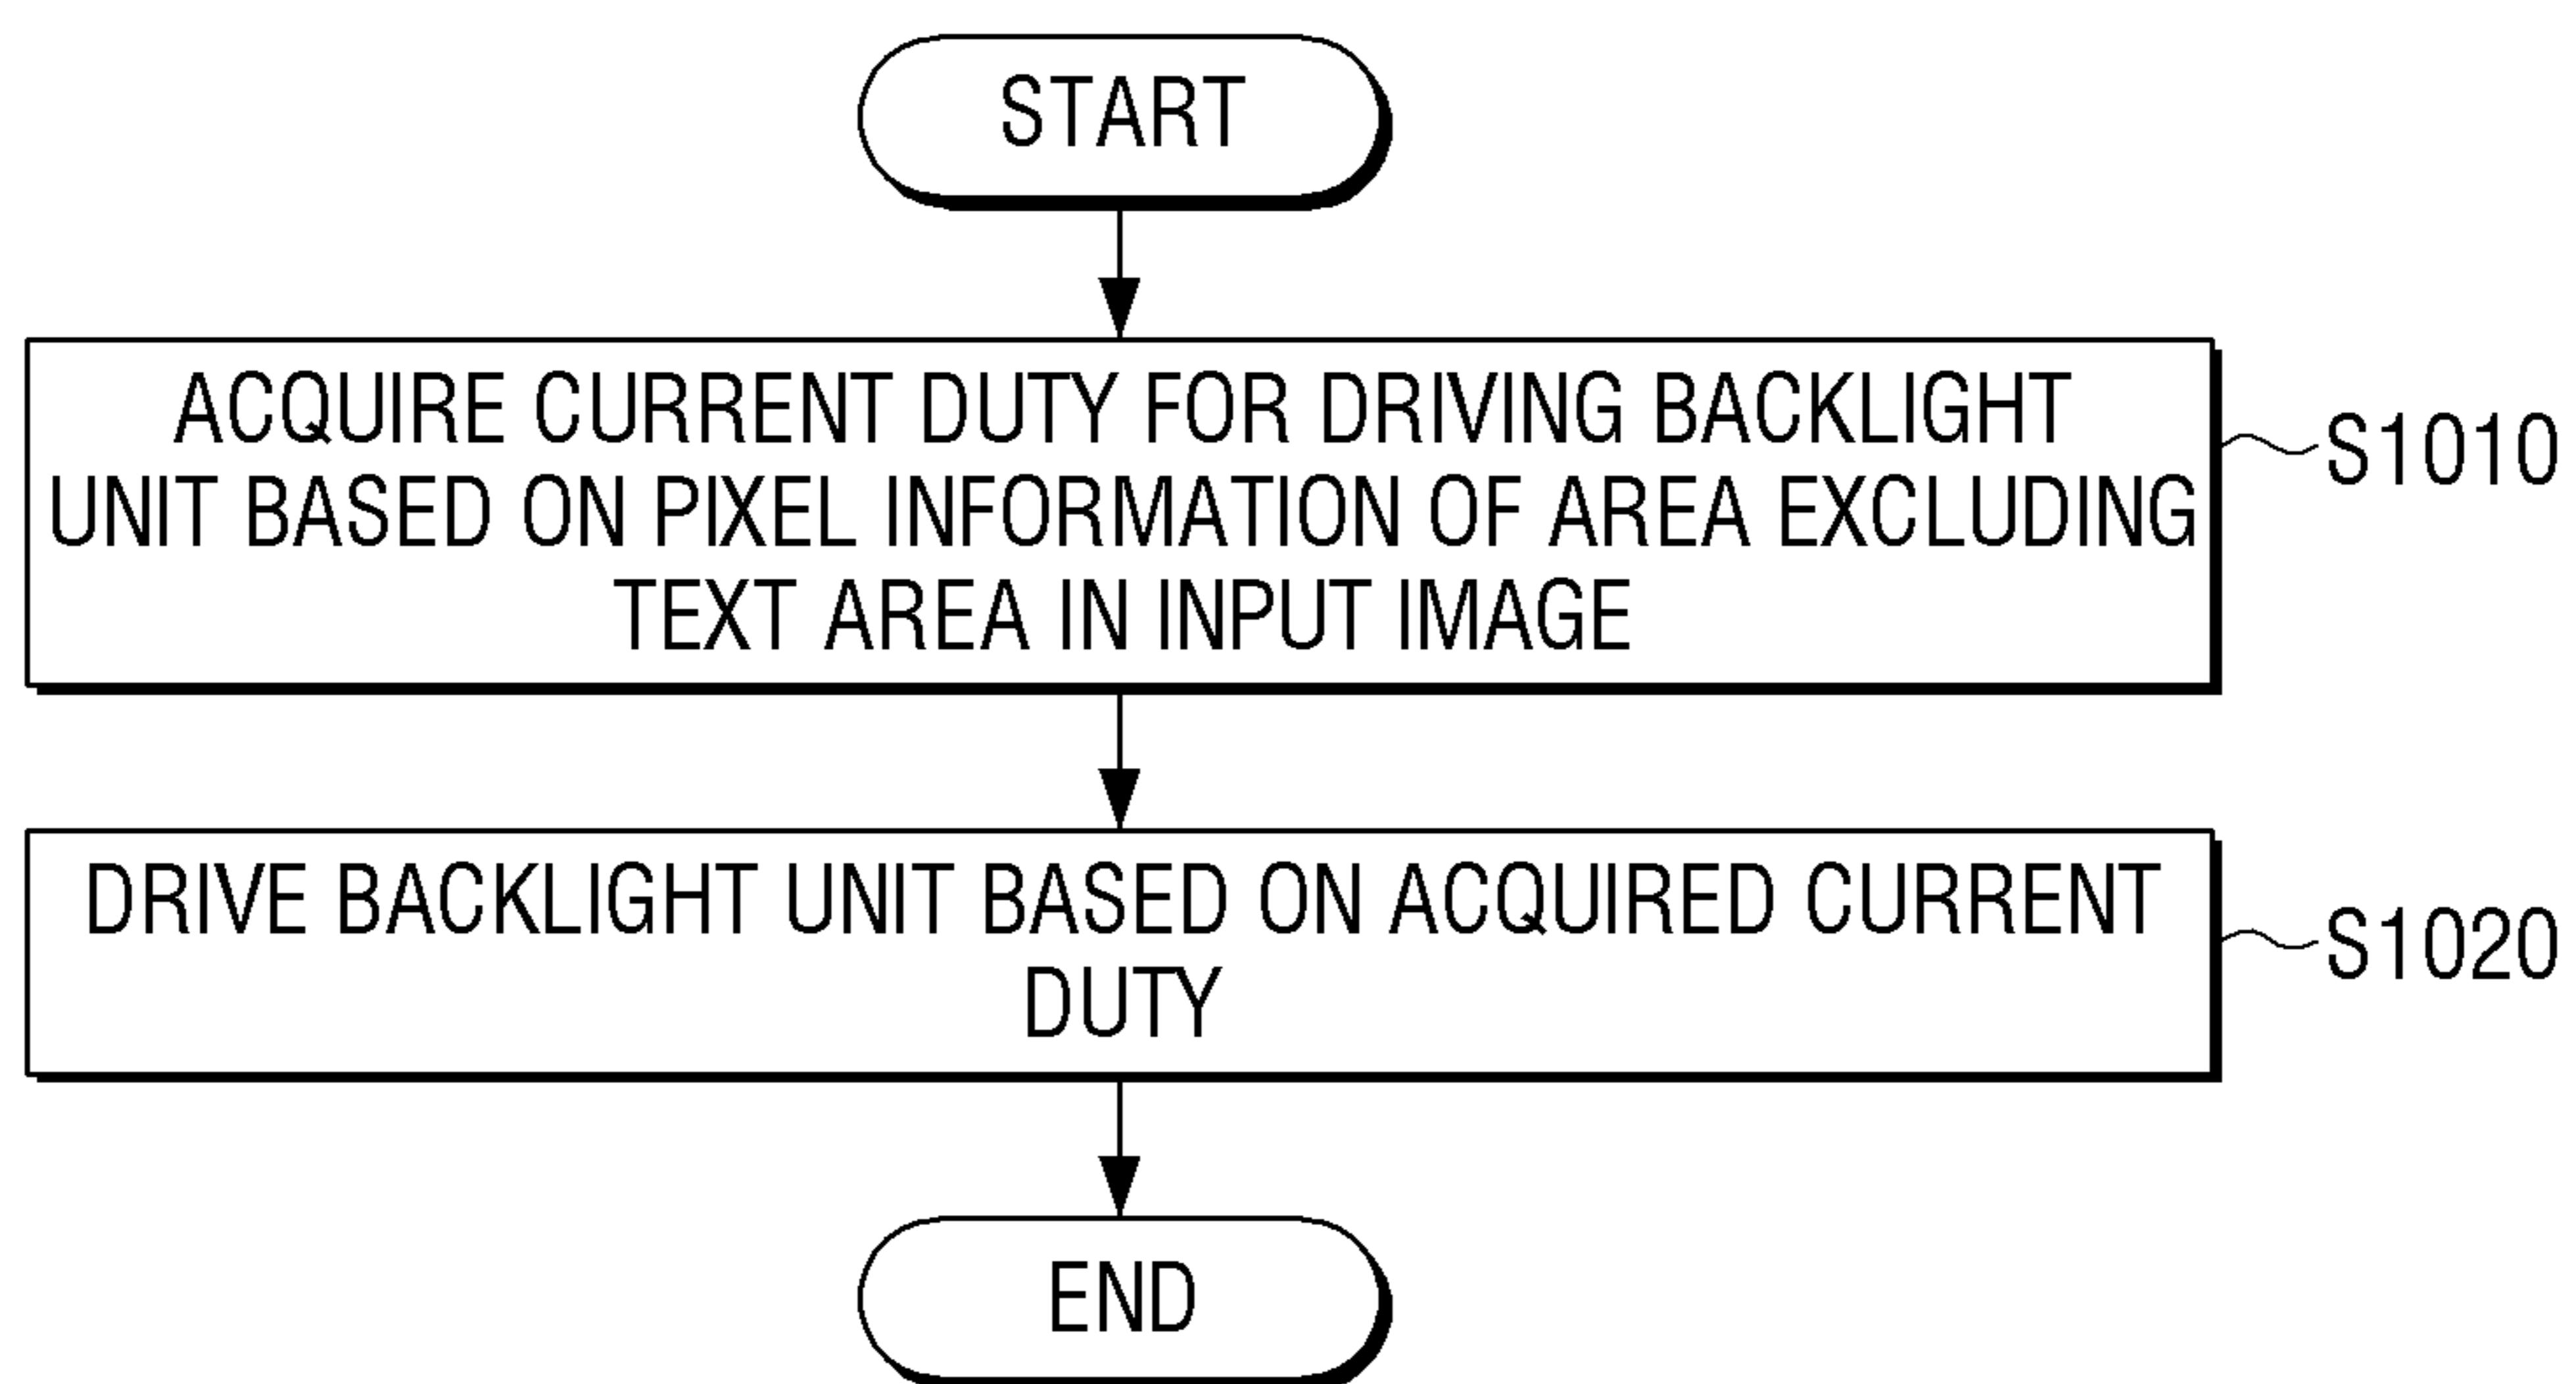 START
ACQUIRE CURRENT DUTY FOR DRIVING BACKLIGHT
UNIT BASED ON PIXEL INFORMATION OF AREA EXCLUDING
TEXT AREA IN INPUT IMAGE
S1010
DRIVE BACKLIGHT UNIT BASED ON ACQUIRED CURRENT
DUTY
S1020
END